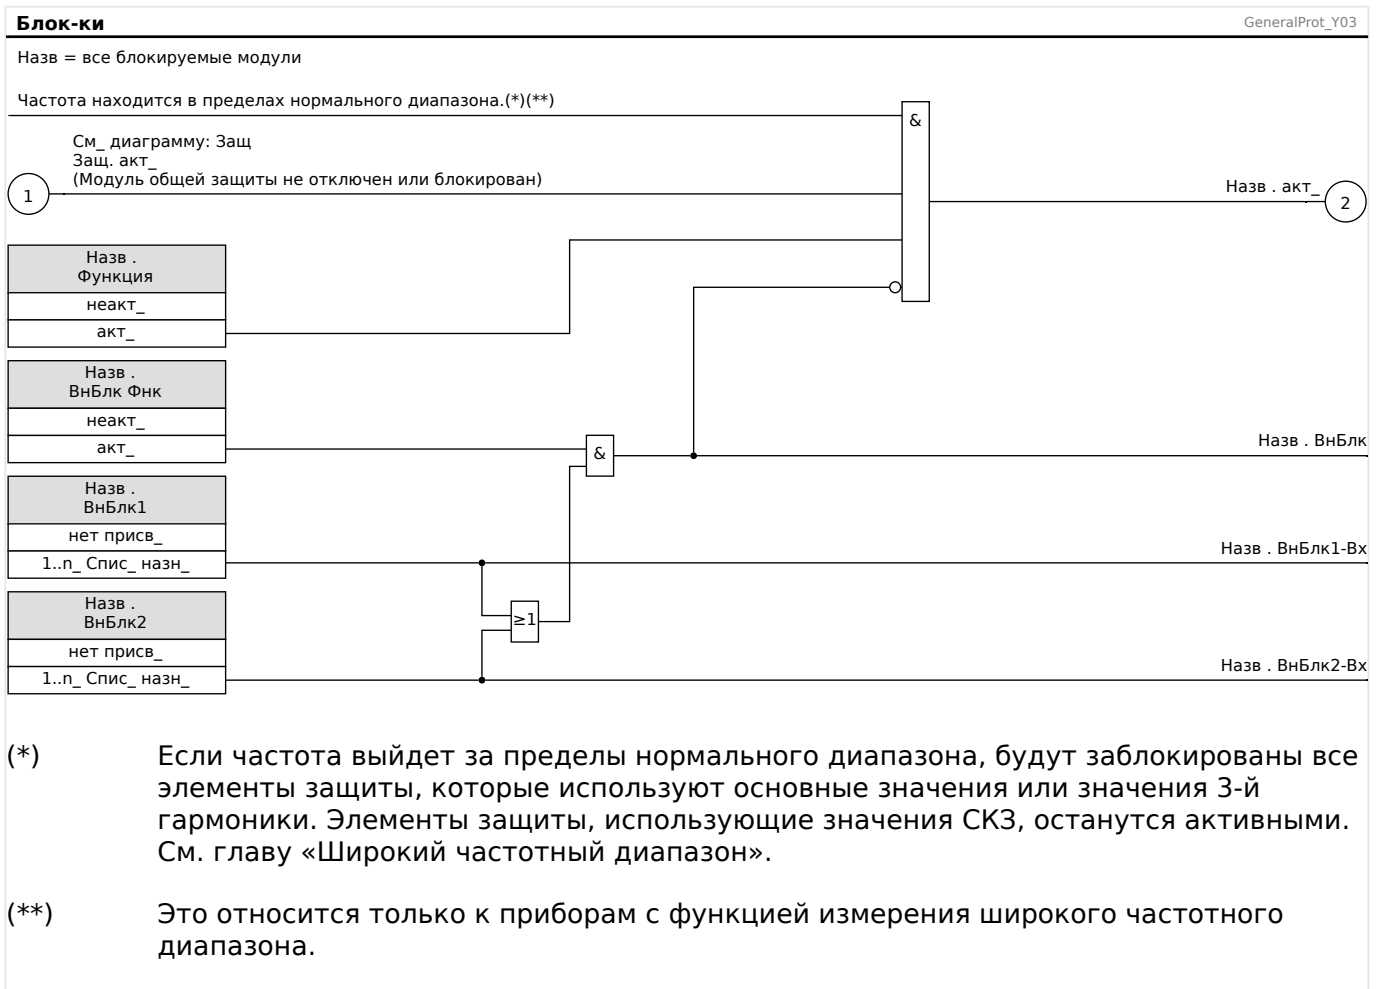 Блок-ки
GeneralProt_Y03
Назв = все блокируемые модули
Частота находится в пределах нормального диапазона.(*)(**)
&
См_ диаграмму: Защ
Защ. акт_
(Модуль общей защиты не отключен или блокирован)
1
Назв . акт_
2
Назв .
Функция
неакт_
акт_
Назв .
ВнБлк Фнк
неакт_
акт_
&
Назв . ВнБлк
Назв .
ВнБлк1
нет присв_
1..n_ Спис_ назн_
Назв . ВнБлк1-Вх
Назв .
ВнБлк2
≥1
нет присв_
1..n_ Спис_ назн_
Назв . ВнБлк2-Вх
(*) Если частота выйдет за пределы нормального диапазона, будут заблокированы все
элементы защиты, которые используют основные значения или значения 3-й
гармоники. Элементы защиты, использующие значения СКЗ, останутся активными.
См. главу «Широкий частотный диапазон».
(**) Это относится только к приборам с функцией измерения широкого частотного
диапазона.